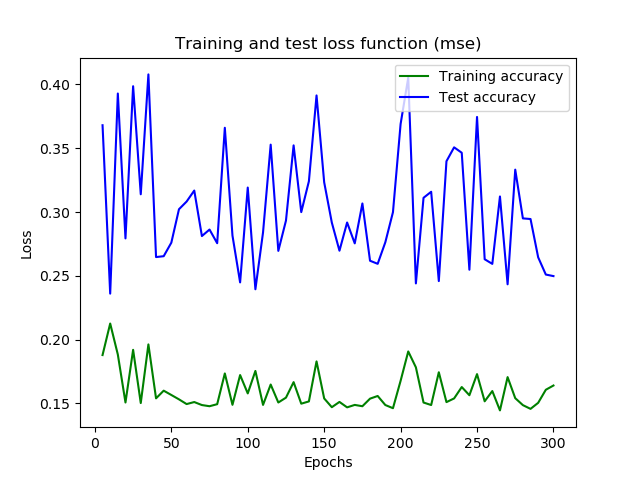 Training and test loss function (mse)
Training accuracy
Test accuracy
0.40
0.35
0.30
0.25
0.20
0.15
Loss
0 50 100 150 200 250 300
Epochs